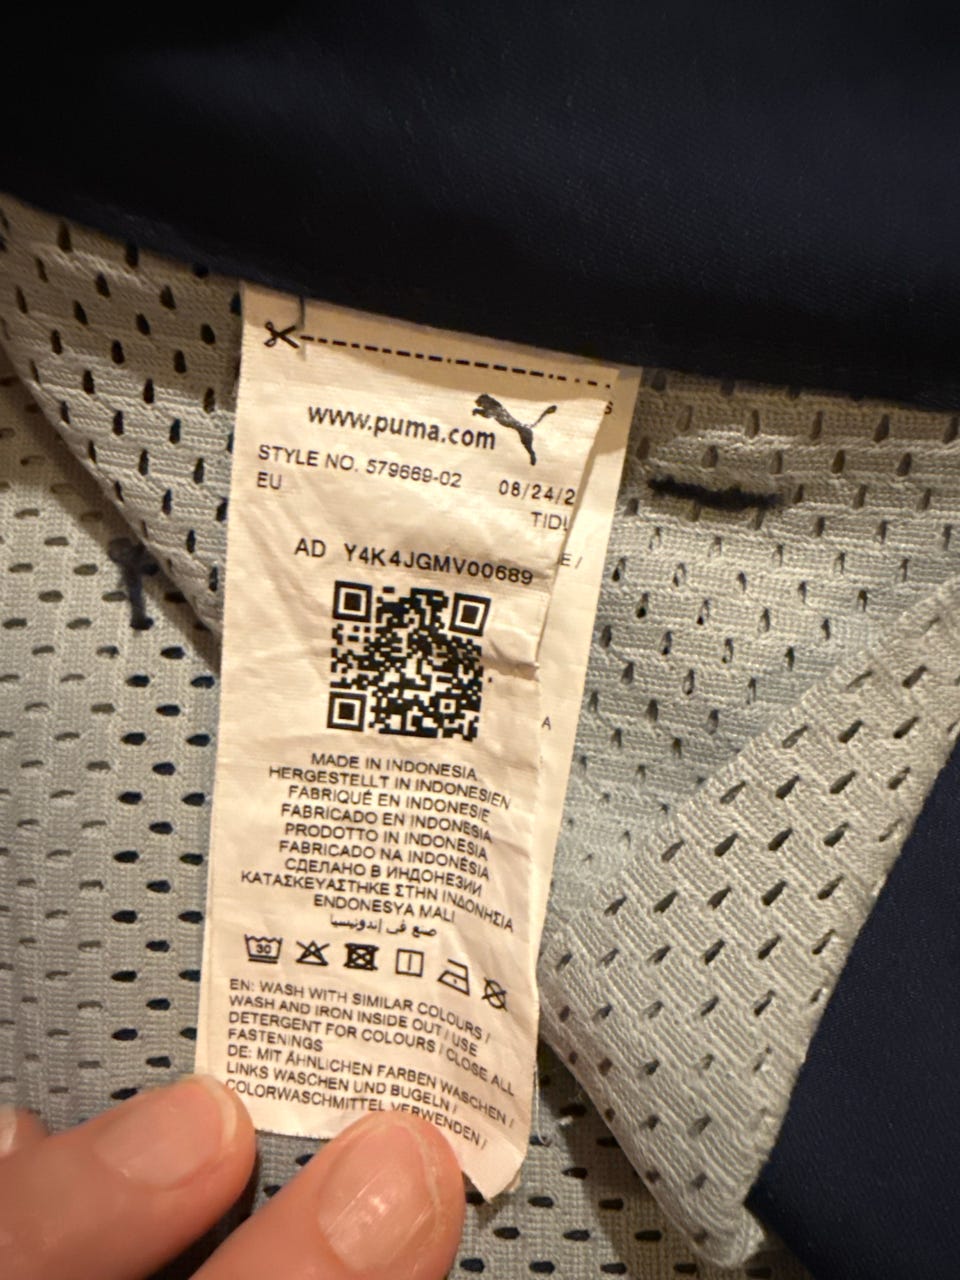 www.puma.com
STYLE NO. 579669-02 08/24/2
EU TID
AD Y4K4JGMV00689
E /
A
S
MADE IN INDONESIA
HERGESTELLT IN INDONESIEN
FABRIQUÉ EN INDONESIE
FABRICADO EN INDONESIA
PRODOTTO IN INDONESIA
FABRICADO NA INDONÉSIA
СДЕЛАНО В ИНДОНЕЗИИ
ΚΑΤΑΣΚΕΥΑΣΤΗΚΕ ΣΤΗΝ ΙΝΔΟΝΗΣΙΑ
ENDONESYA MALI
صنع في إندونيسيا
30
EN: WASH WITH SIMILAR COLOURS /
WASH AND IRON INSIDE OUT / USE
DETERGENT FOR COLOURS / CLOSE ALL
FASTENINGS
DE: MIT ÄHNLICHEN FARBEN WASCHEN /
LINKS WASCHEN UND BUGELN /
COLORWASCHMITTEL VERWENDEN /